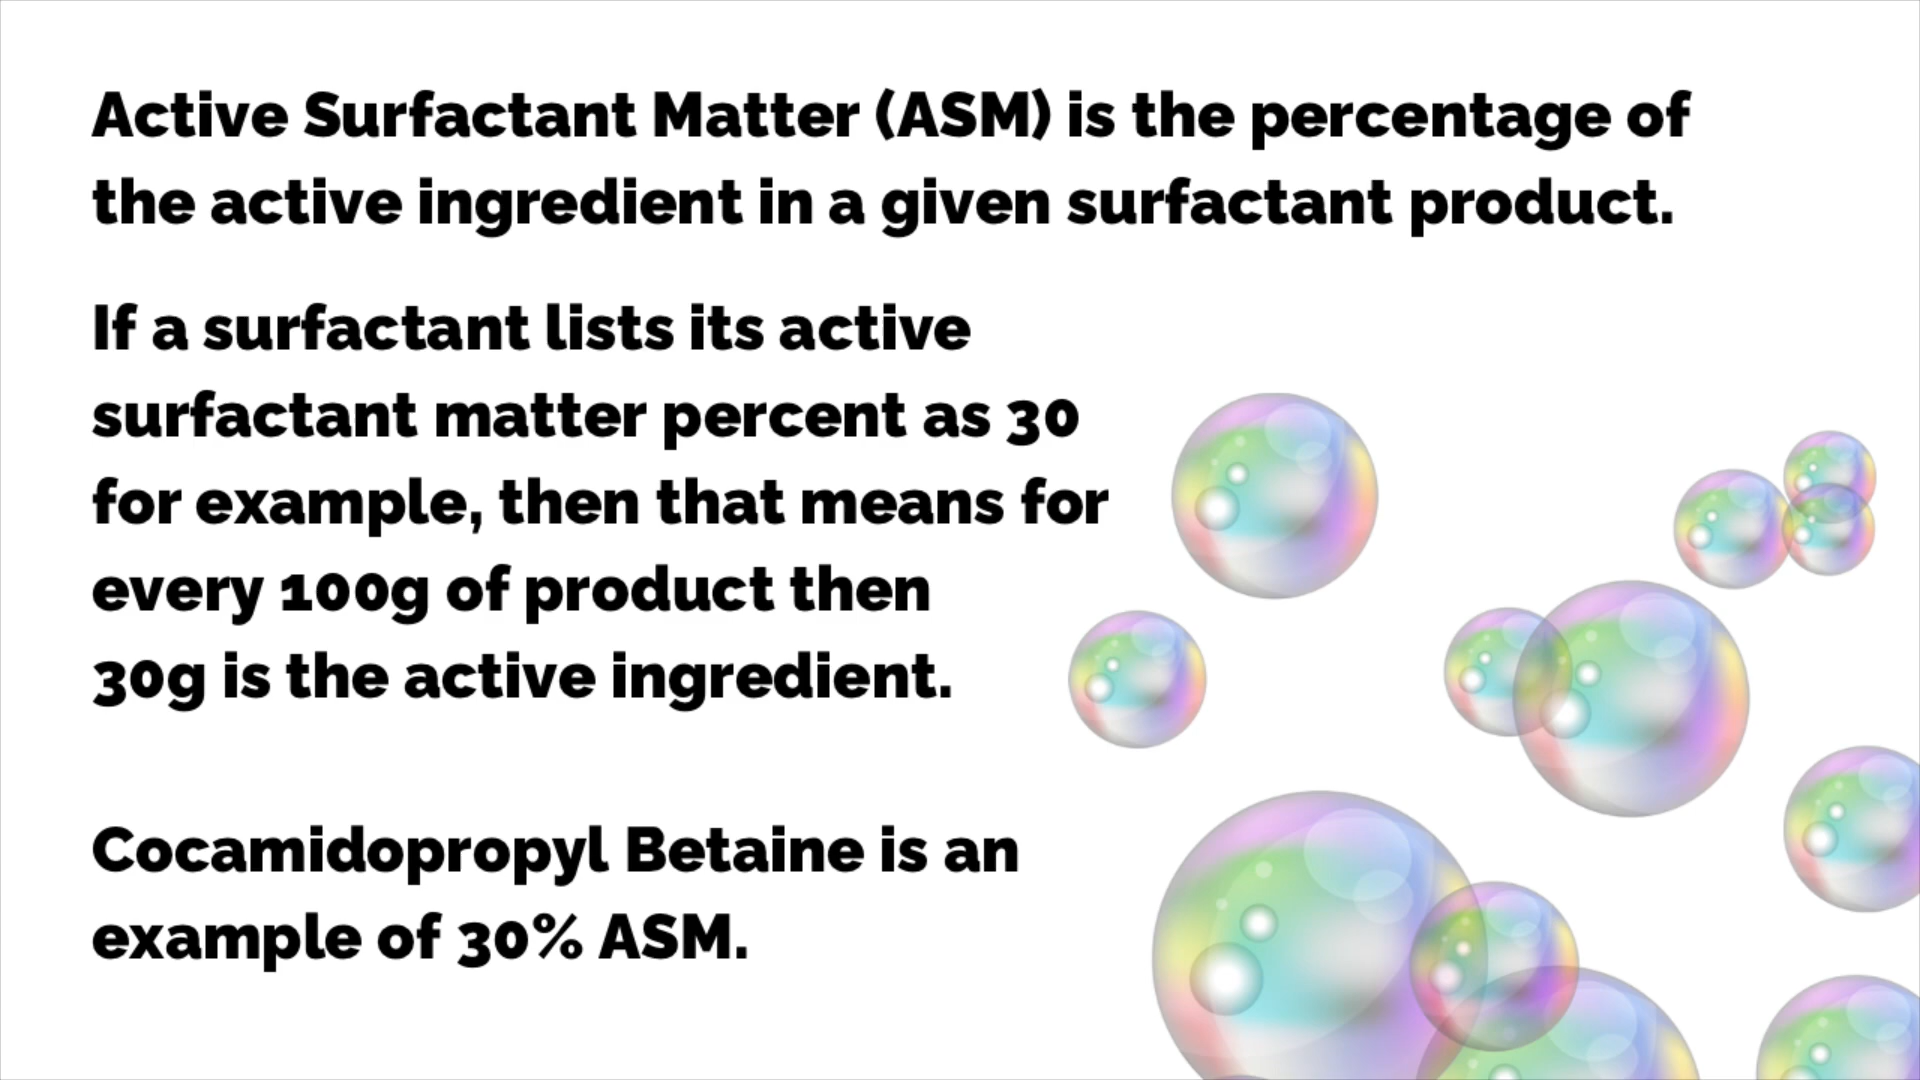 Active Surfactant Matter (ASM) is the percentage of
the active ingredient in a given surfactant product.
If a surfactant lists its active
surfactant matter percent as 30
for example, then that means for
every 100g of product then
30g is the active ingredient.
Cocamidopropyl Betaine is an
example of 30% ASM.